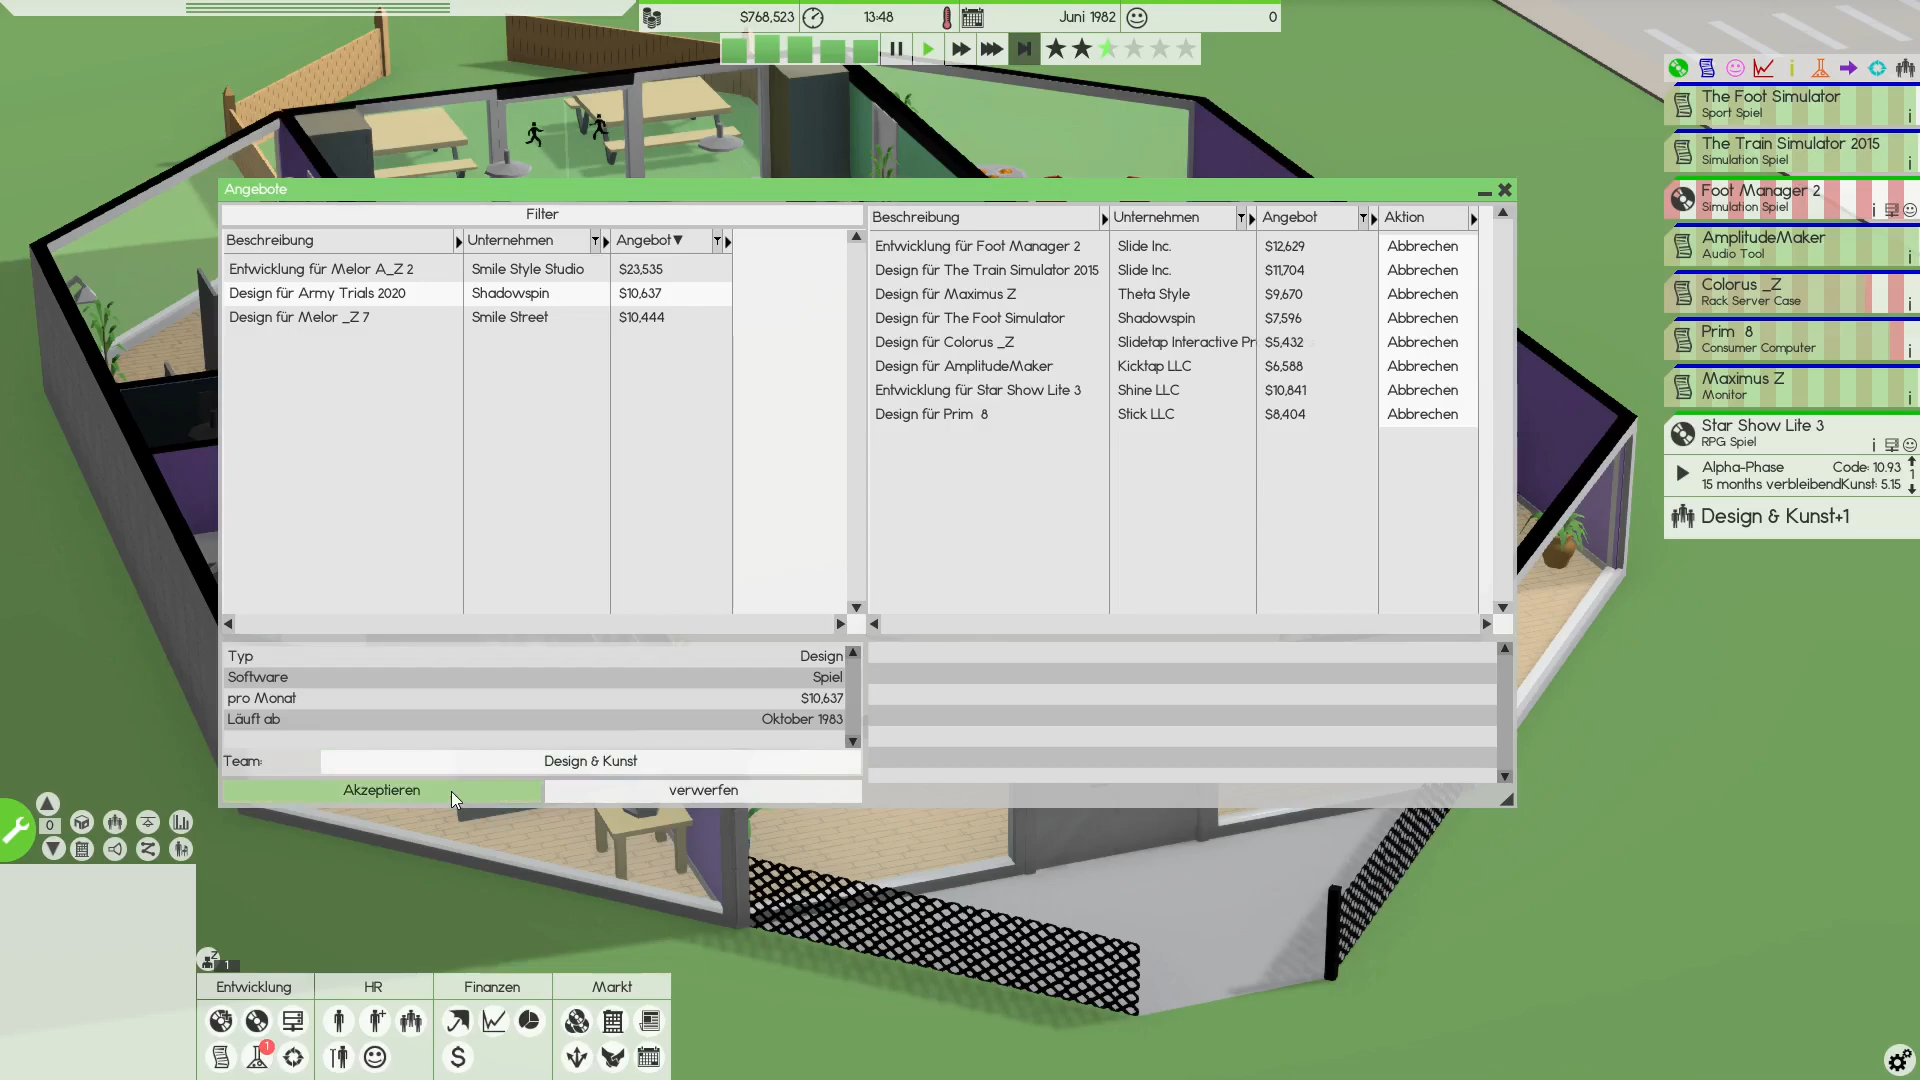 $768,523
13:48
Juni 1982
0
Angebote
Filter
Beschreibung Unternehmen Angebot▼
Entwicklung für Melor A_Z 2 Smile Style Studio $23,535
Design für Army Trials 2020 Shadowspin $10,637
Design für Melor _Z 7 Smile Street $10,444
Beschreibung Unternehmen Angebot Aktion
Entwicklung für Foot Manager 2 Slide Inc. $12,629 Abbrechen
Design für The Train Simulator 2015 Slide Inc. $11,704 Abbrechen
Design für Maximus Z Theta Style $9,670 Abbrechen
Design für The Foot Simulator Shadowspin $7,596 Abbrechen
Design für Colorus _Z Slidetap Interactive Pr $5,432 Abbrechen
Design für AmplitudeMaker Kicktap LLC $6,588 Abbrechen
Entwicklung für Star Show Lite 3 Shine LLC $10,841 Abbrechen
Design für Prim 8 Stick LLC $8,404 Abbrechen
Typ Design
Software Spiel
pro Monat $10,637
Läuft ab Oktober 1983
Team: Design & Kunst
Akzeptieren verwerfen
The Foot Simulator
Sport Spiel
i
The Train Simulator 2015
Simulation Spiel
i
Foot Manager 2
Simulation Spiel
i
AmplitudeMaker
Audio Tool
i
Colorus _Z
Rack Server Case
i
Prim 8
Consumer Computer
i
Maximus Z
Monitor
i
Star Show Lite 3
RPG Spiel
i
Alpha-Phase Code: 10.93
15 months verbleibendKunst: 5.15
1
Design & Kunst+1
0
Z
1
Entwicklung HR Finanzen Markt
1
$